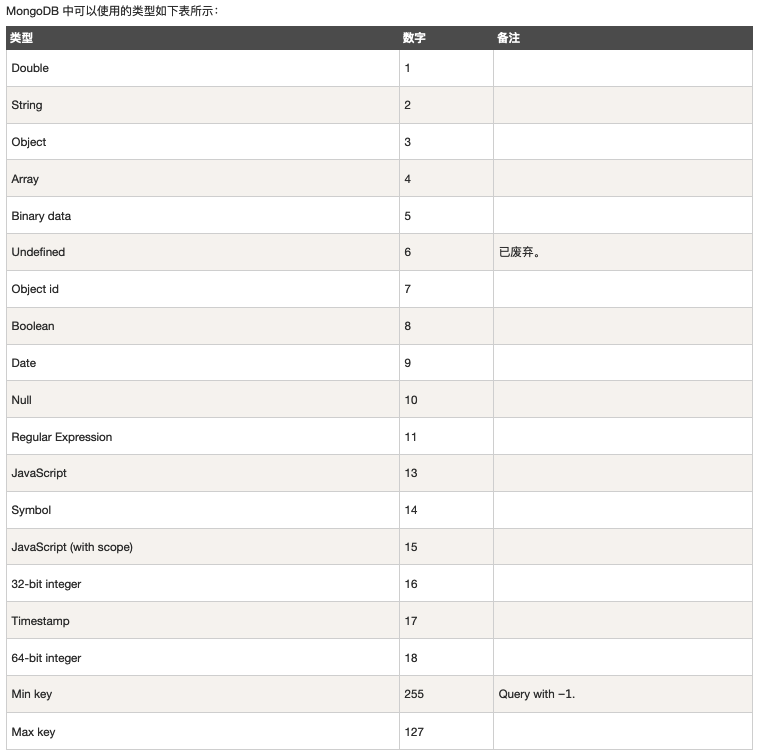 MongoDB 中可以使用的类型如下表所示：
类型 数字 备注
Double 1
String 2
Object 3
Array 4
Binary data 5
Undefined 6 已废弃。
Object id 7
Boolean 8
Date 9
Null 10
Regular Expression 11
JavaScript 13
Symbol 14
JavaScript (with scope) 15
32-bit integer 16
Timestamp 17
64-bit integer 18
Min key 255 Query with −1.
Max key 127